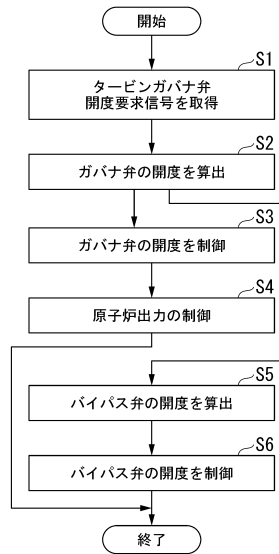 開始
S1
タービンガバナ弁
開度要求信号を取得
S2
ガバナ弁の開度を算出
S3
ガバナ弁の開度を制御
S4
原子炉出力の制御
S5
バイパス弁の開度を算出
S6
バイパス弁の開度を制御
終了